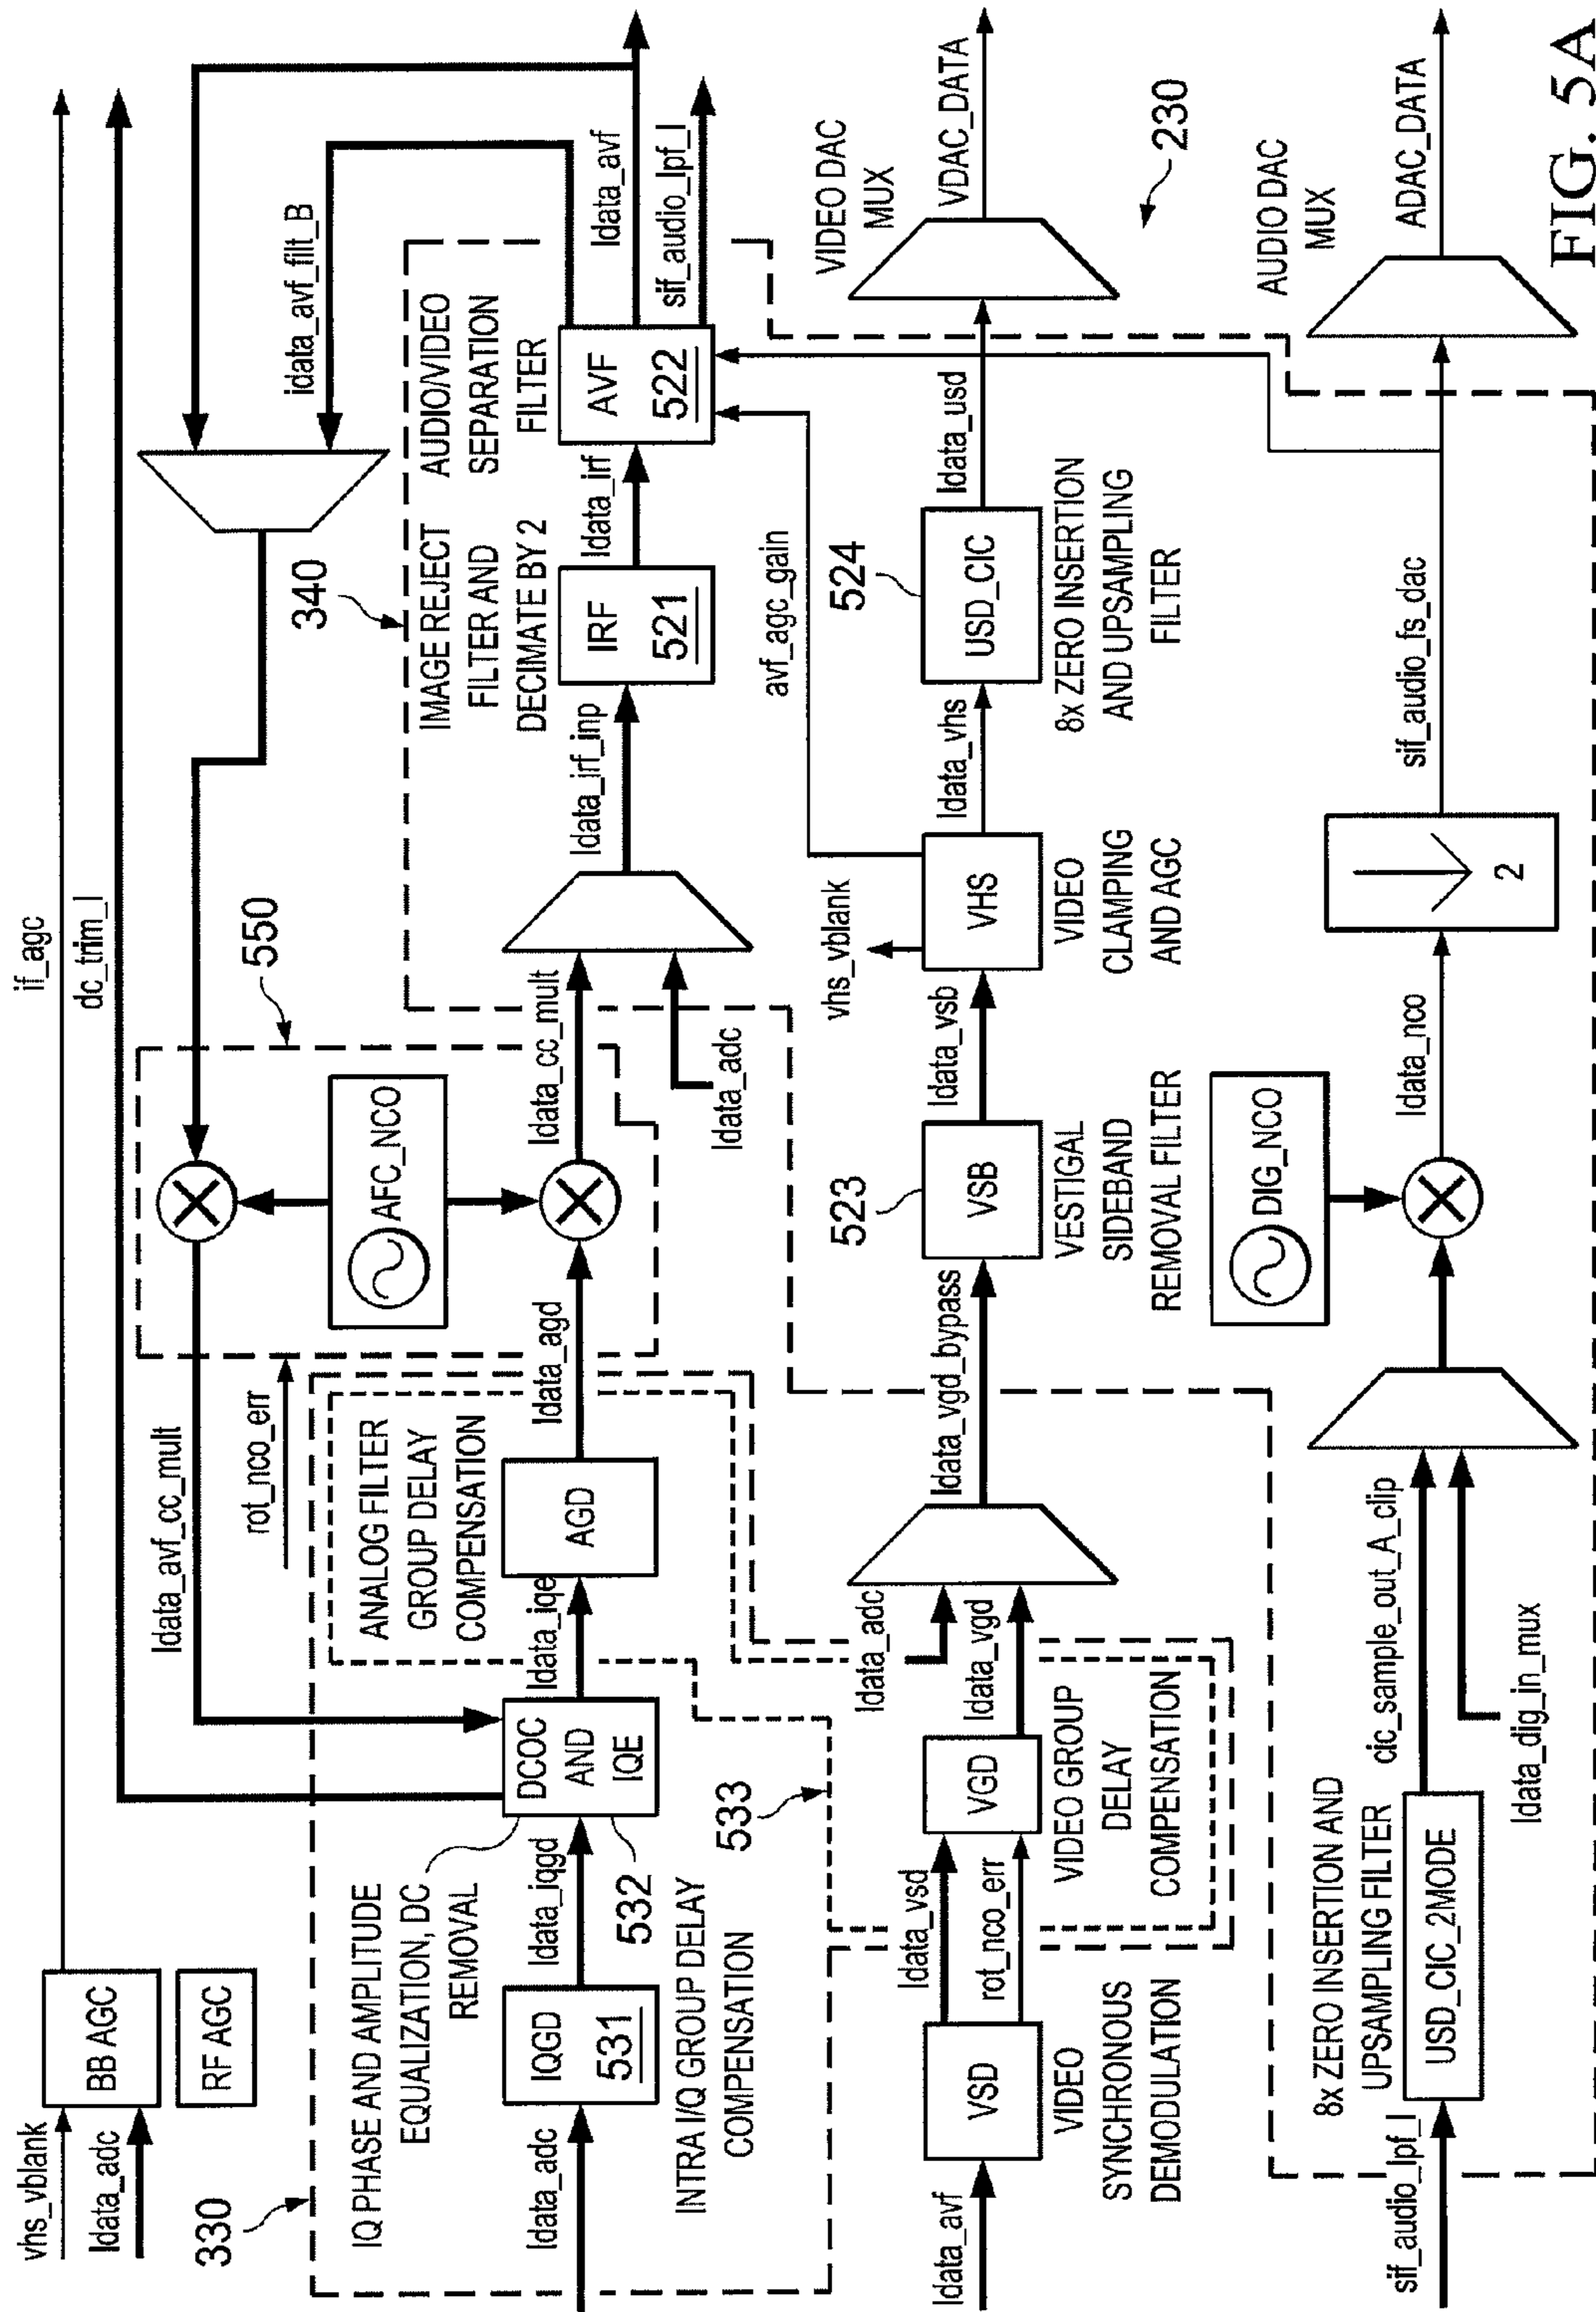 if_agc
dc_trim_I
vhs_vblank
Idata_adc
BB AGC
RF AGC
330
IQ PHASE AND AMPLITUDE
EQUALIZATION, DC
REMOVAL
Idata_adc
IQGD
531
INTRA I/Q GROUP DELAY
COMPENSATION
Idata_iqgd
532
DCOC
AND
IQE
533
Idata_avf_cc_mult
rot_nco_err
ANALOG FILTER
GROUP DELAY
COMPENSATION
Idata_iqe
AGD
Idata_agd
550
AFC_NCO
Idata_cc_mult
Idata_adc
Idata_irf_inp
340
IMAGE REJECT
FILTER AND
DECIMATE BY 2
IRF
521
Idata_irf
AUDIO/VIDEO
SEPARATION
FILTER
AVF
522
idata_avf_filt_B
Idata_avf
sif_audio_lpf_I
Idata_avf
VSD
VIDEO
SYNCHRONOUS
DEMODULATION
Idata_vsd
rot_nco_err
VGD
VIDEO GROUP
DELAY
COMPENSATION
Idata_adc
Idata_vgd
Idata_vgd_bypass
523
VSB
VESTIGAL
SIDEBAND
REMOVAL FILTER
Idata_vsb
vhs_vblank
VHS
VIDEO
CLAMPING
AND AGC
avf_agc_gain
Idata_vhs
524
USD_CIC
8x ZERO INSERTION
AND UPSAMPLING
FILTER
Idata_usd
VIDEO DAC
MUX
VDAC_DATA
230
8x ZERO INSERTION AND
UPSAMPLING FILTER
sif_audio_lpf_I
USD_CIC_2MODE
cic_sample_out_A_clip
Idata_dig_in_mux
DIG_NCO
Idata_nco
2
sif_audio_fs_dac
AUDIO DAC
MUX
ADAC_DATA
FIG. 5A